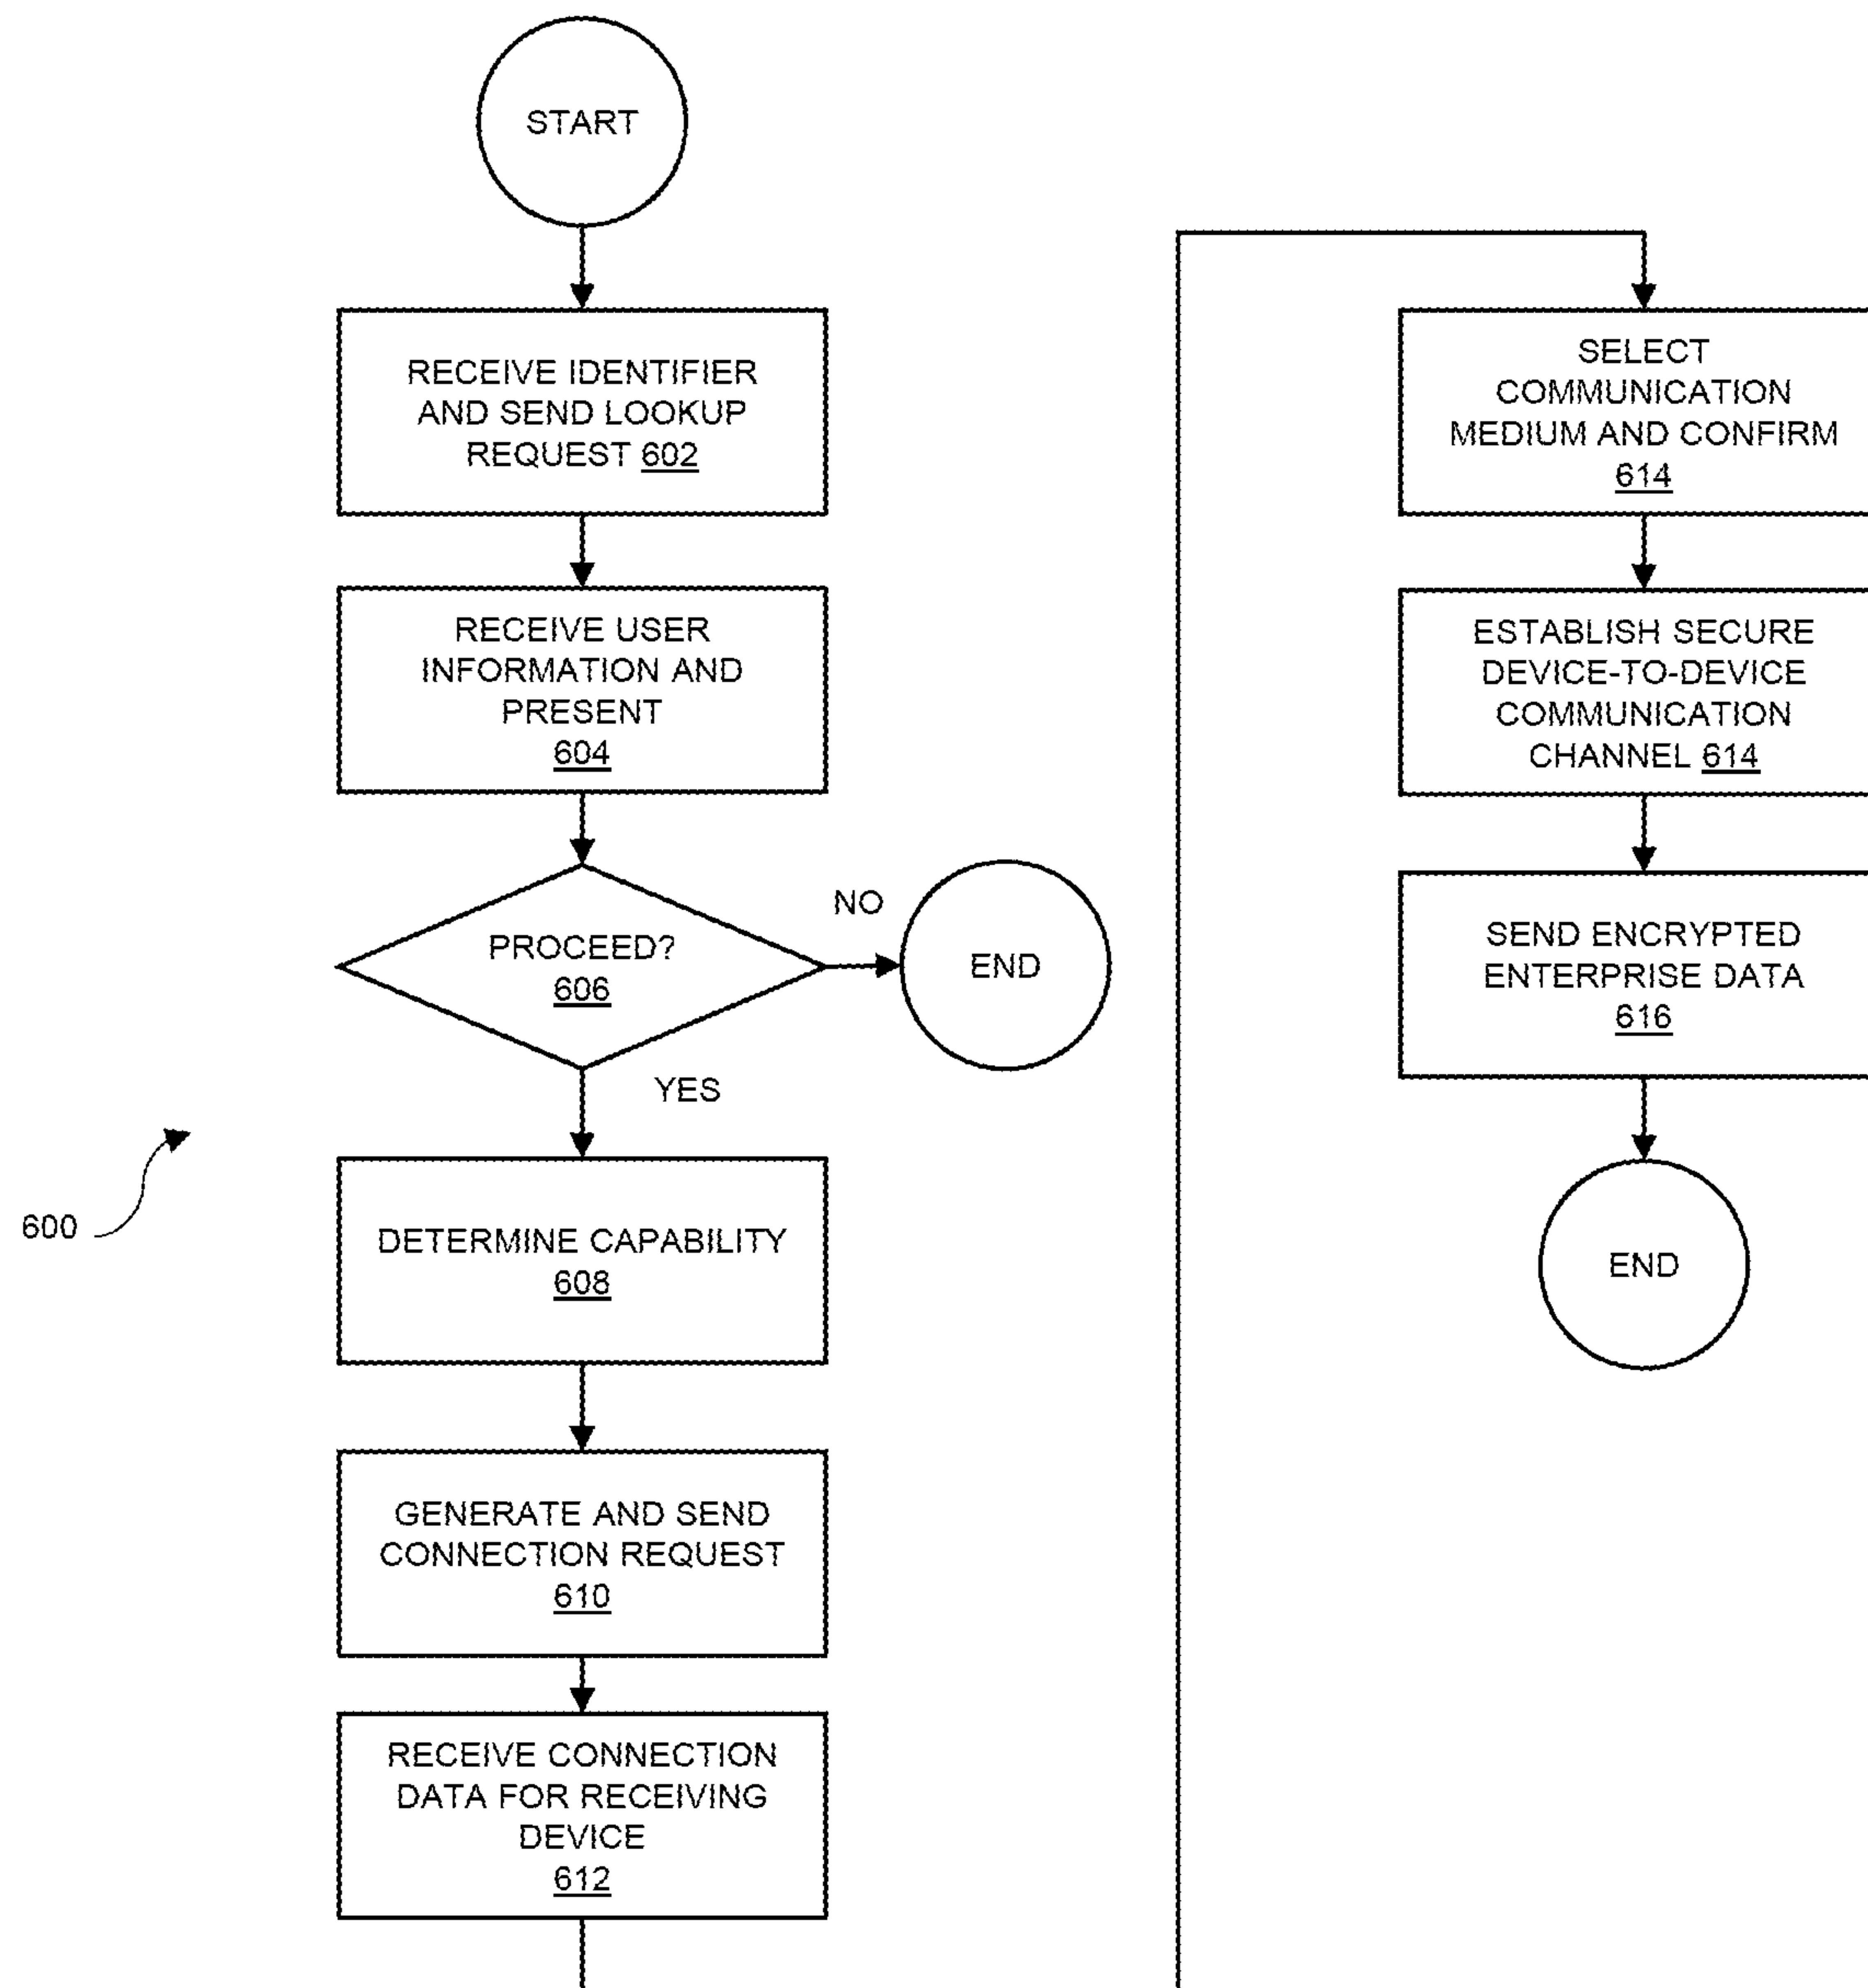 START
RECEIVE IDENTIFIER
AND SEND LOOKUP
REQUEST 602
RECEIVE USER
INFORMATION AND
PRESENT
604
PROCEED?
606
NO
END
YES
600
DETERMINE CAPABILITY
608
GENERATE AND SEND
CONNECTION REQUEST
610
RECEIVE CONNECTION
DATA FOR RECEIVING
DEVICE
612
SELECT
COMMUNICATION
MEDIUM AND CONFIRM
614
ESTABLISH SECURE
DEVICE-TO-DEVICE
COMMUNICATION
CHANNEL 614
SEND ENCRYPTED
ENTERPRISE DATA
616
END